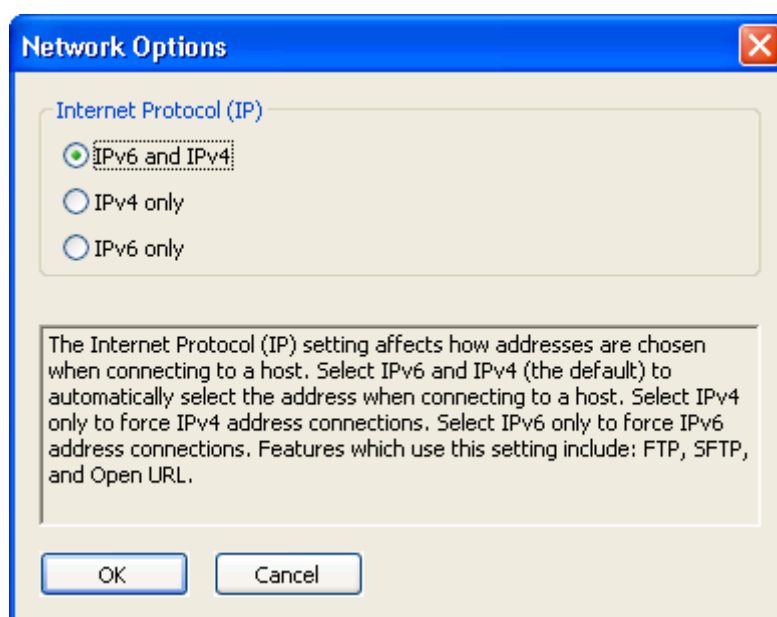 Network Options
Internet Protocol (IP)
IPv6 and IPv4
IPv4 only
IPv6 only
The Internet Protocol (IP) setting affects how addresses are chosen
when connecting to a host. Select IPv6 and IPv4 (the default) to
automatically select the address when connecting to a host. Select IPv4
only to force IPv4 address connections. Select IPv6 only to force IPv6
address connections. Features which use this setting include: FTP, SFTP,
and Open URL.
OK
Cancel